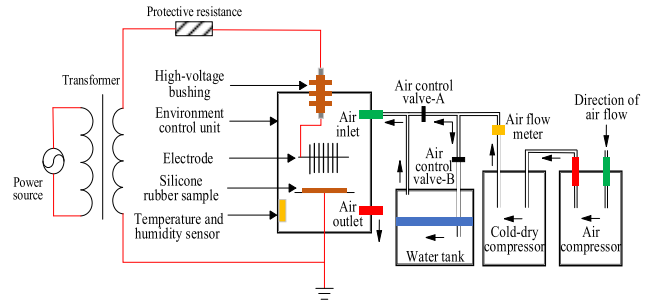 Protective resistance
Transformer
Power
source
High-voltage
bushing
Environment
control unit
Electrode
Silicone
rubber sample
Temperature and
humidity sensor
Air
inlet
Air
outlet
Air control
valve-A
Air
control
valve-B
Water tank
Air flow
meter
Cold-dry
compressor
Direction of
air flow
Air
compressor